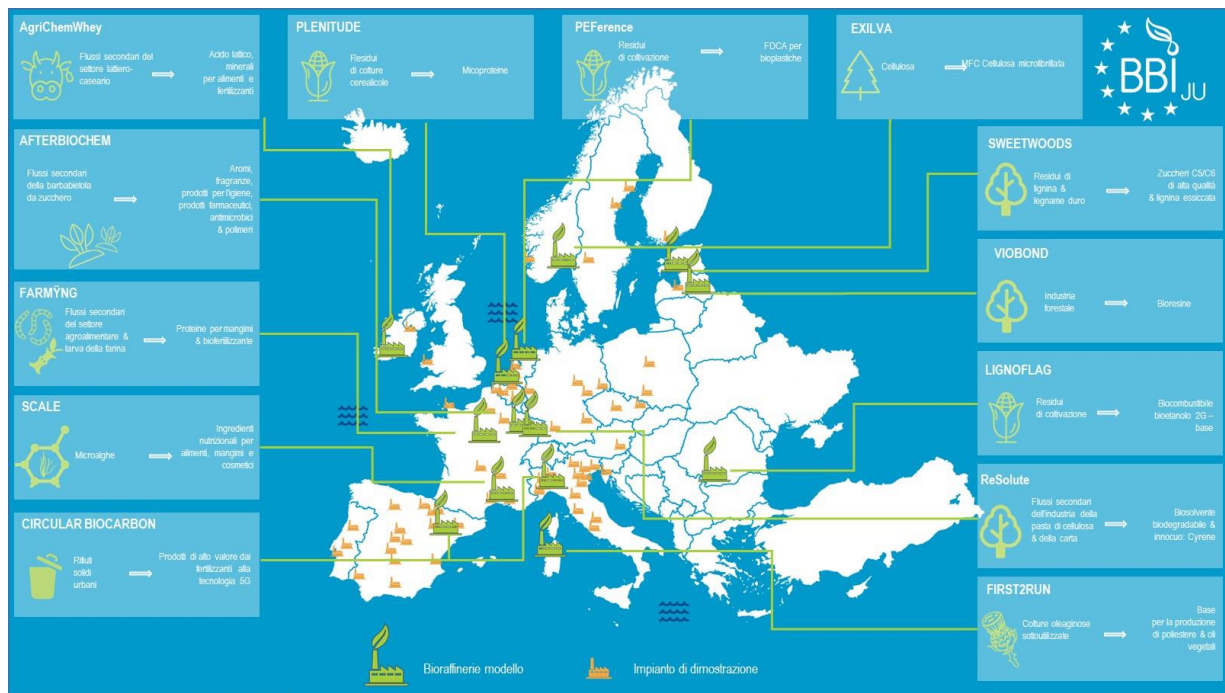 AgriChemWhey
Flussi secondari del
settore lattiero-
caseario
Acido lattico,
minerali
per alimenti e
fertilizzanti
PLENITUDE
Residui
di colture
cerealicole
Micoproteine
PEFerence
Residui
di coltivazione
FDCA per
bioplastiche
EXILVA
Cellulosa
MFC Cellulosa microfibrillata
BBI JU
AFTERBIOCHEM
Flussi secondari
della barbabietola
da zucchero
Aromi,
fragranze,
prodotti per l'igiene,
prodotti farmaceutici,
antimicrobici
& polimeri
SWEETWOODS
Residui di
lignina &
legname duro
Zuccheri C5/C6
di alta qualità
& lignina essiccata
VIOBOND
Industria
forestale
Bioresine
FARMŸNG
Flussi secondari
del settore
agroalimentare &
larva della farina
Proteine per mangimi
& biofertilizzante
LIGNOFLAG
Residui
di coltivazione
Biocombustibile
bioetanolo 2G –
base
SCALE
Microalghe
Ingredienti
nutrizionali per
alimenti, mangimi e
cosmetici
ReSolute
Flussi secondari
dell'industria della
pasta di cellulosa
& della carta
Biosolvente
biodegradabile &
innocuo: Cyrene
CIRCULAR BIOCARBON
Rifiuti
solidi
urbani
Prodotti di alto valore dai
fertilizzanti alla
tecnologia 5G
FIRST2RUN
Colture oleaginose
sottoutilizzate
Base
per la produzione
di poliestere & oli
vegetali
Bioraffinerie modello
Impianto di dimostrazione